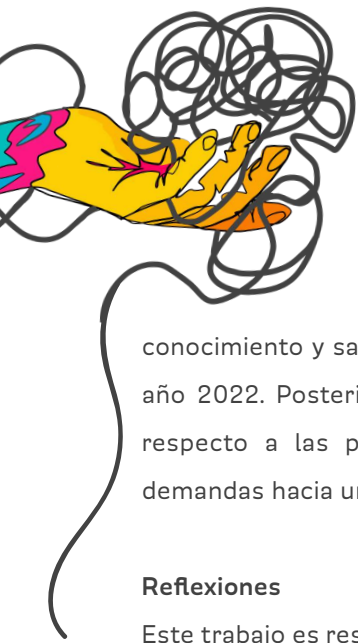 conocimiento y
año 2022.
respecto a las
demandas hacia
Reflexiones
Este trabajo es